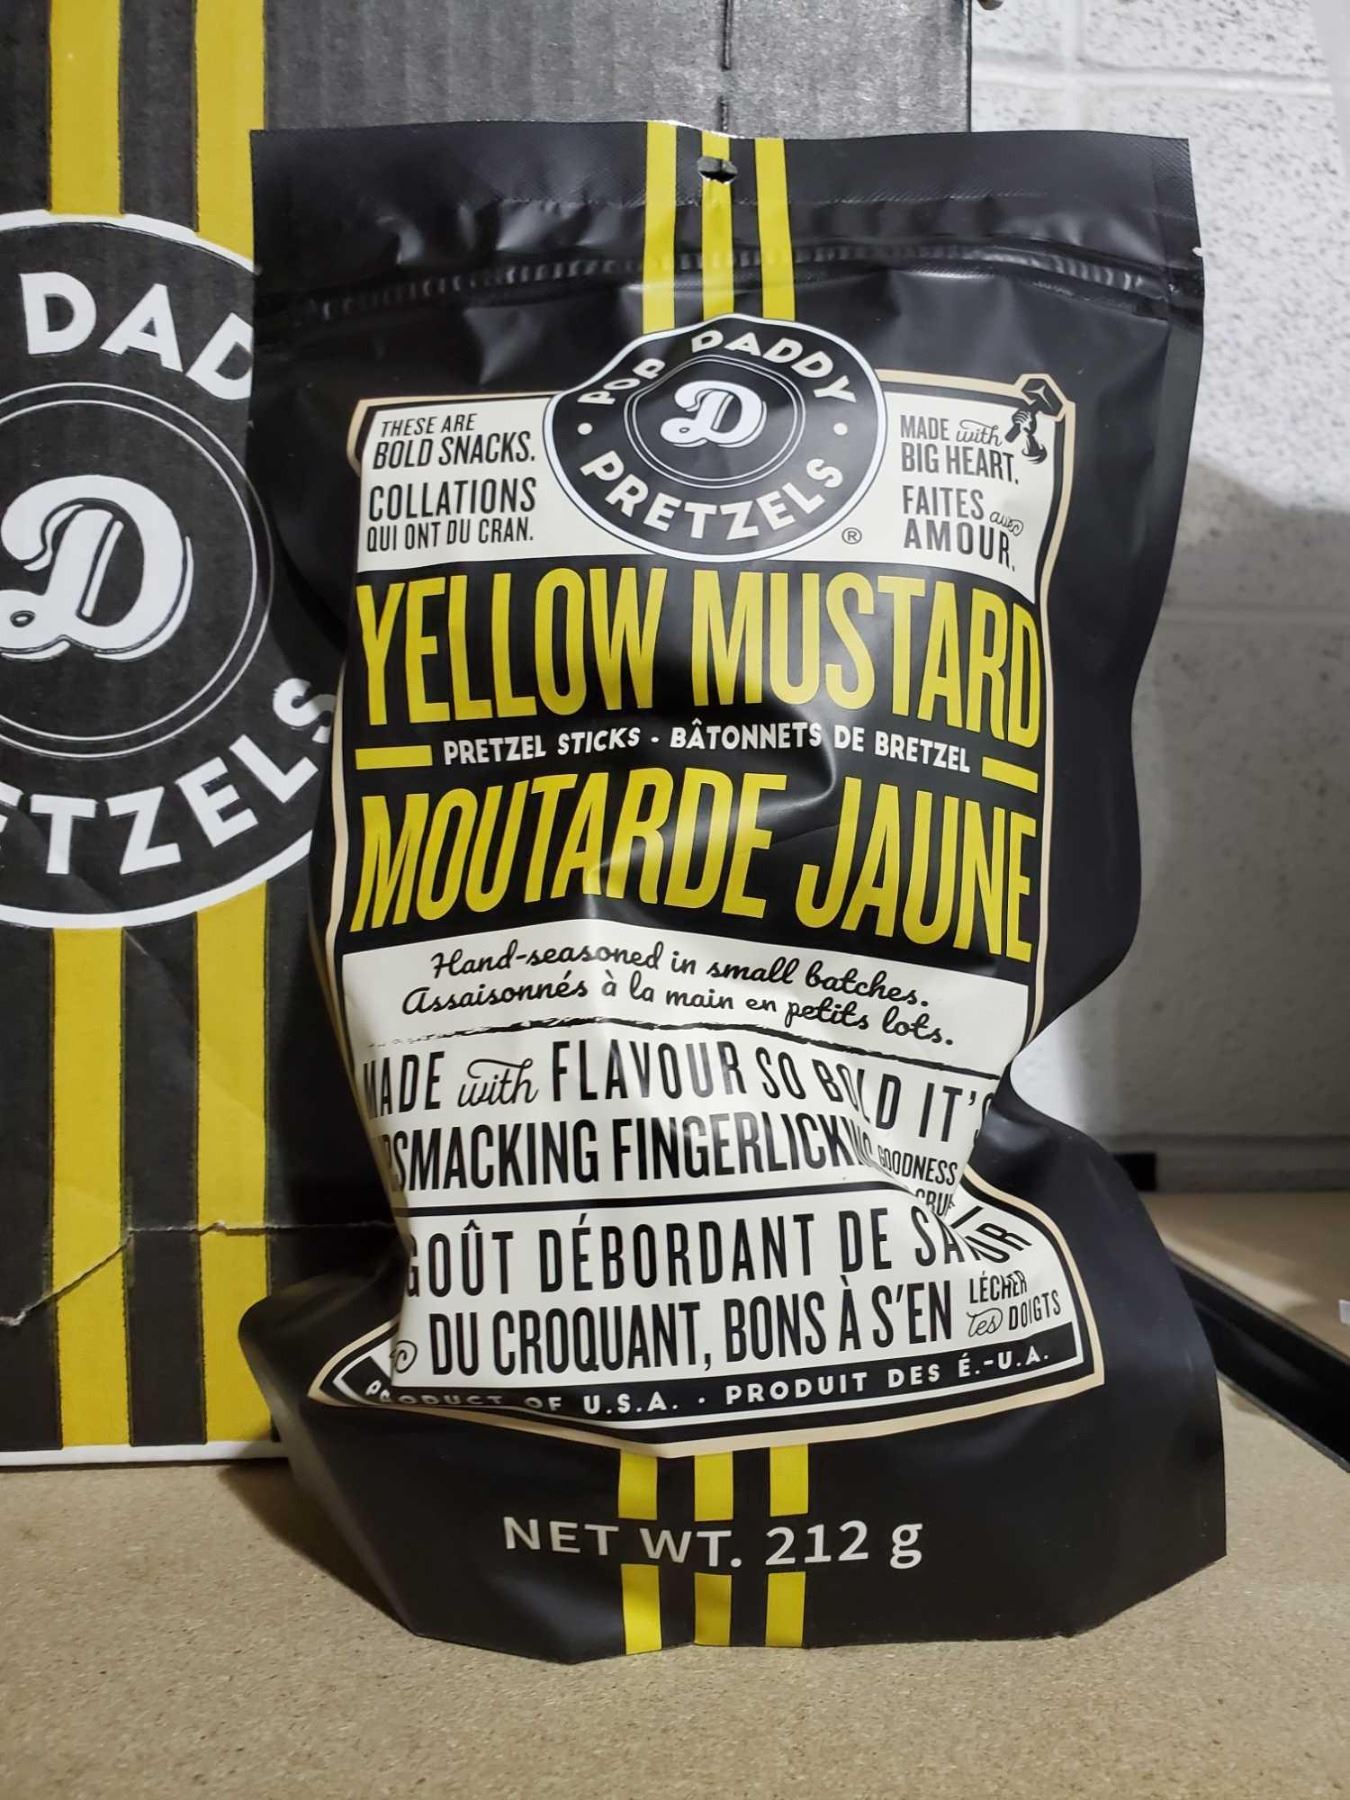 DAD
D
ETZELS
POP DADDY
D
PRETZELS
®
THESE ARE
BOLD SNACKS.
COLLATIONS
QUI ONT DU CRAN.
MADE with
BIG HEART.
FAITES avec
AMOUR.
YELLOW MUSTARD
PRETZEL STICKS - BÂTONNETS DE BRETZEL
MOUTARDE JAUNE
Hand-seasoned in small batches.
Assaisonnés à la main en petits lots.
MADE with FLAVOUR SO BOLD IT'S
SMACKING FINGERLICKING GOODNESS
GOÛT DÉBORDANT DE
DU CROQUANT, BONS À S'EN LÉCHER les DOIGTS
PRODUCT OF U.S.A. · PRODUIT DES É.-U.A.
NET WT. 212 g